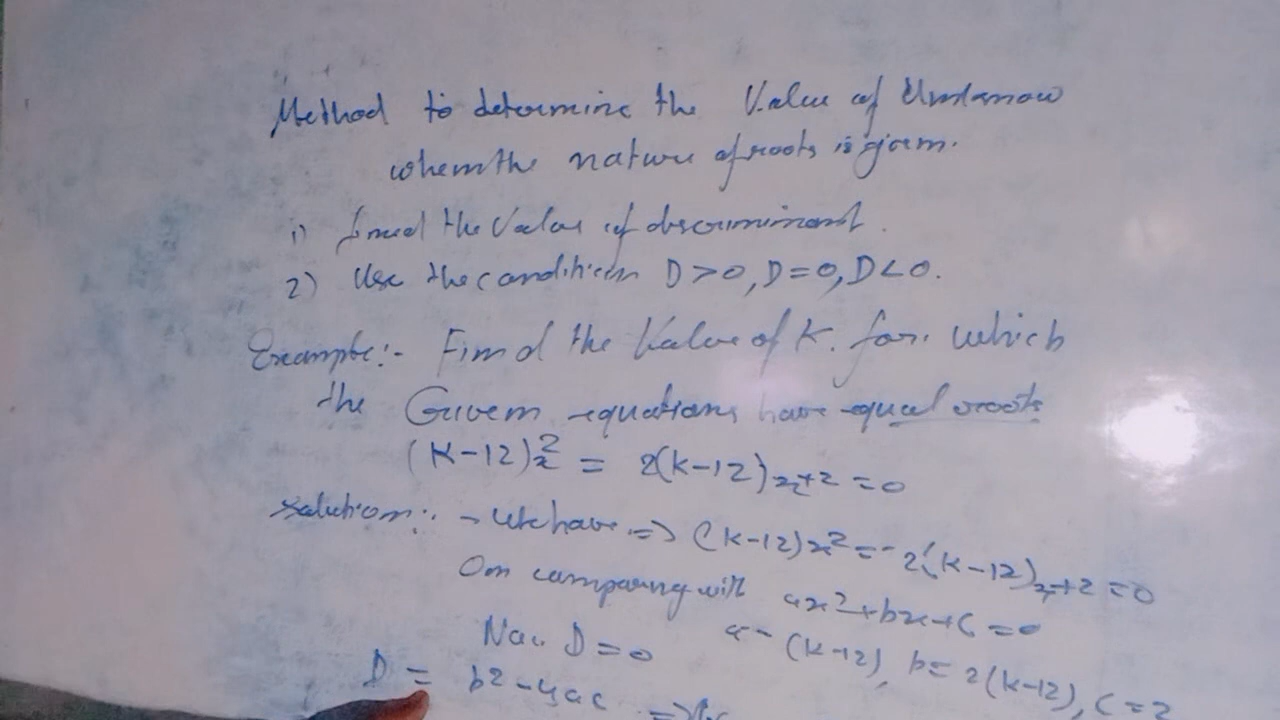 Method to determine the Value of Unknow
when the nature of roots is given.
1) find the Value of discriminant.
2) Use the condition D > 0, D = 0, D < 0.
Example:- Find the Value of K. for. which
the Given equations have equal roots
(K-12)x² = 2(K-12)x+2 = 0
Solution:- We have => (K-12)x² = - 2(K-12)x+2 = 0
On comparing with ax²+bx+c = 0
a = (K-12), b = 2(K-12), c = 2
Now D = 0
D = b²-4ac =>